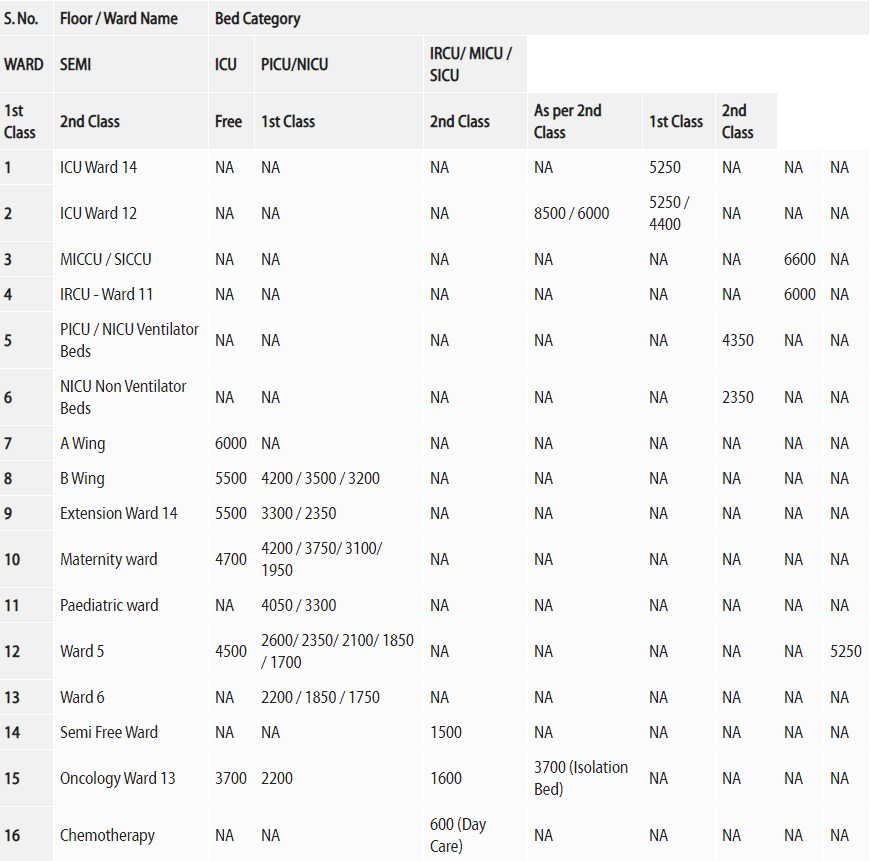 S. No. Floor / Ward Name Bed Category
WARD SEMI ICU PICU/NICU IRCU/ MICU /
SICU
1st
Class 2nd Class Free 1st Class 2nd Class As per 2nd
Class 1st Class 2nd
Class
1 ICU Ward 14 NA NA NA NA 5250 NA NA NA
2 ICU Ward 12 NA NA NA 8500 / 6000 5250 /
4400 NA NA NA
3 MICCU / SICCU NA NA NA NA NA NA 6600 NA
4 IRCU - Ward 11 NA NA NA NA NA NA 6000 NA
5 PICU / NICU Ventilator
Beds NA NA NA NA NA 4350 NA NA
6 NICU Non Ventilator
Beds NA NA NA NA NA 2350 NA NA
7 A Wing 6000 NA NA NA NA NA NA NA
8 B Wing 5500 4200 / 3500 / 3200 NA NA NA NA NA NA
9 Extension Ward 14 5500 3300 / 2350 NA NA NA NA NA NA
10 Maternity ward 4700 4200 / 3750/ 3100/
1950 NA NA NA NA NA NA
11 Paediatric ward NA 4050 / 3300 NA NA NA NA NA NA
12 Ward 5 4500 2600/ 2350/ 2100/ 1850
/ 1700 NA NA NA NA NA 5250
13 Ward 6 NA 2200 / 1850 / 1750 NA NA NA NA NA NA
14 Semi Free Ward NA NA 1500 NA NA NA NA NA
15 Oncology Ward 13 3700 2200 1600 3700 (Isolation
Bed) NA NA NA NA
16 Chemotherapy NA NA 600 (Day
Care) NA NA NA NA NA